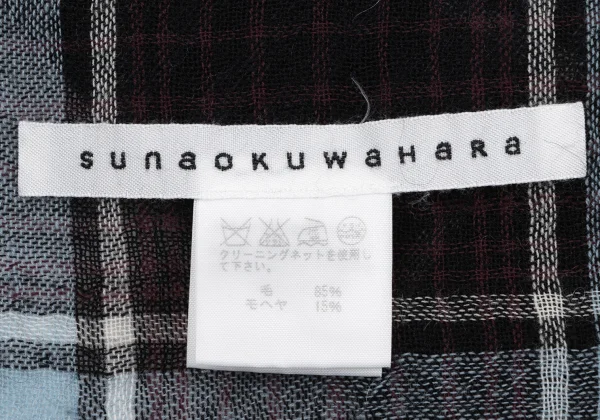 sunaokuwaHaRa
クリーニングネットを使用し
て下さい。
毛 85%
モヘヤ 15%